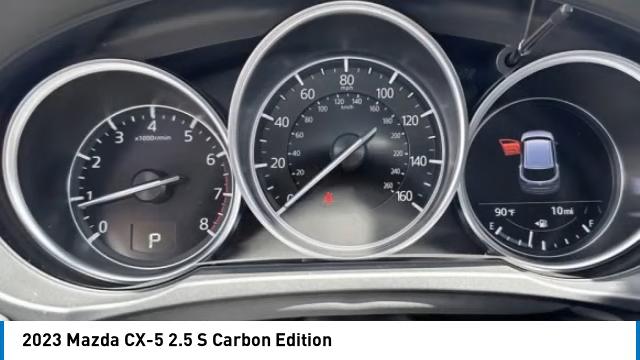 0 1 2 3 4 5 6 7 8
x1000r/min
P
0 20 40 60 80 100 120 140 160
mph
20 40 60 80 100 120 140 160 180 200 220 240 260
km/h
90°F 10mi
E F
2023 Mazda CX-5 2.5 S Carbon Edition